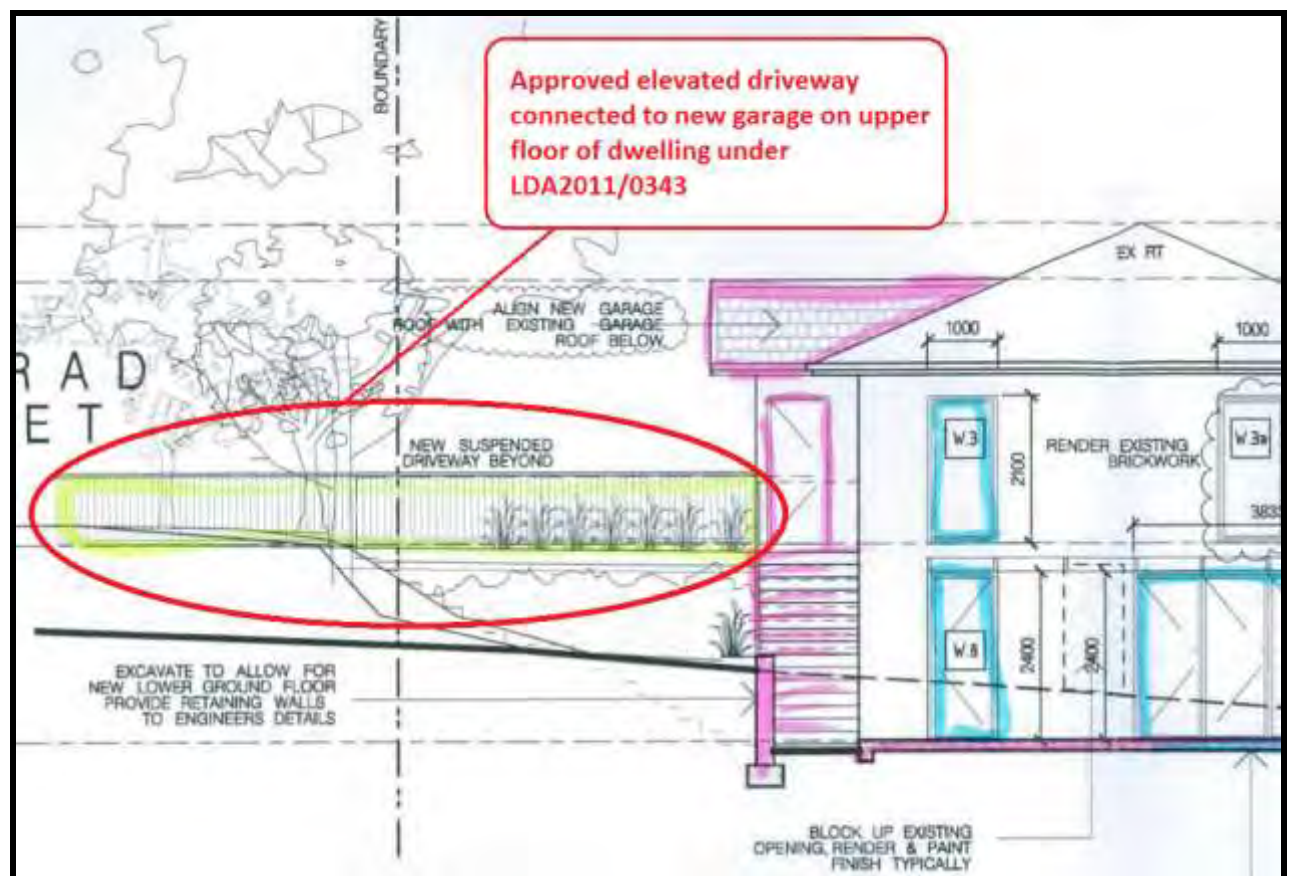 BOUNDARY
Approved elevated driveway
connected to new garage on upper
floor of dwelling under
LDA2011/0343
EX RT
ALIGN NEW GARAGE
ROOF WITH EXISTING GARAGE
ROOF BELOW.
1000
1000
RAD
ET
NEW SUSPENDED
DRIVEWAY BEYOND
W.3
2100
RENDER EXISTING
BRICKWORK
W.3a
383
EXCAVATE TO ALLOW FOR
NEW LOWER GROUND FLOOR
PROVIDE RETAINING WALLS
TO ENGINEERS DETAILS
W.8
2400
2400
BLOCK UP EXISTING
OPENING, RENDER & PAINT
FINISH TYPICALLY